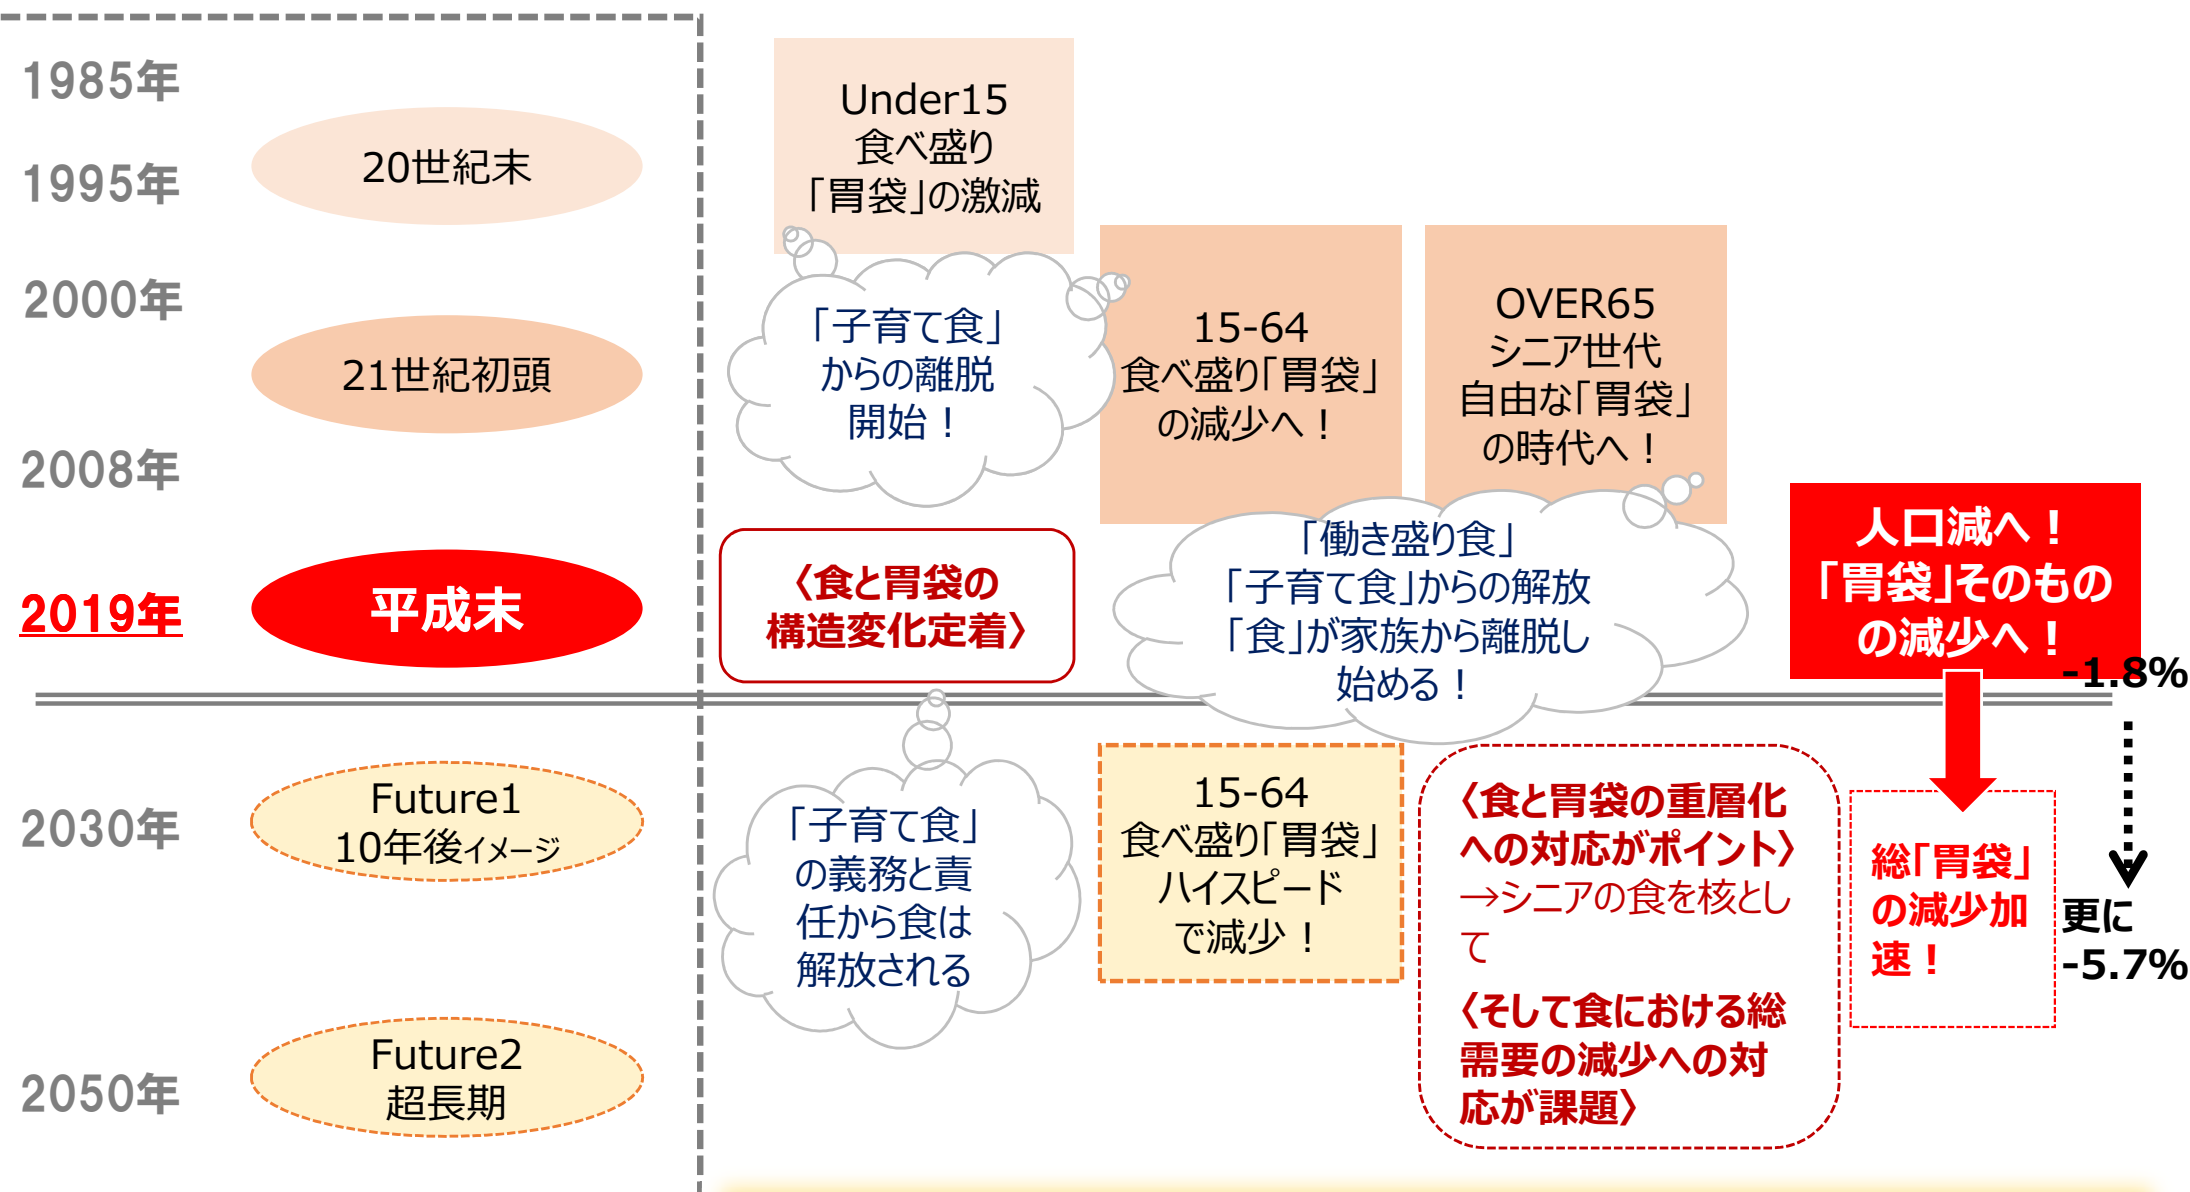 1985年
1995年
2000年
2008年
2019年
2030年
2050年
20世紀末
21世紀初頭
平成末
Future1
10年後イメージ
Future2
超長期
Under15
食べ盛り
「胃袋」の激減
「子育て食」
からの離脱
開始！
15-64
食べ盛り「胃袋」
の減少へ！
OVER65
シニア世代
自由な「胃袋」
の時代へ！
〈食と胃袋の
構造変化定着〉
「働き盛り食」
「子育て食」からの解放
「食」が家族から離脱し
始める！
人口減へ！
「胃袋」そのもの
の減少へ！
-1.8%
「子育て食」
の義務と責
任から食は
解放される
15-64
食べ盛り「胃袋」
ハイスピード
で減少！
〈食と胃袋の重層化
への対応がポイント〉
→シニアの食を核とし
て
〈そして食における総
需要の減少への対
応が課題〉
総「胃袋」
の減少加
速！
更に
-5.7%